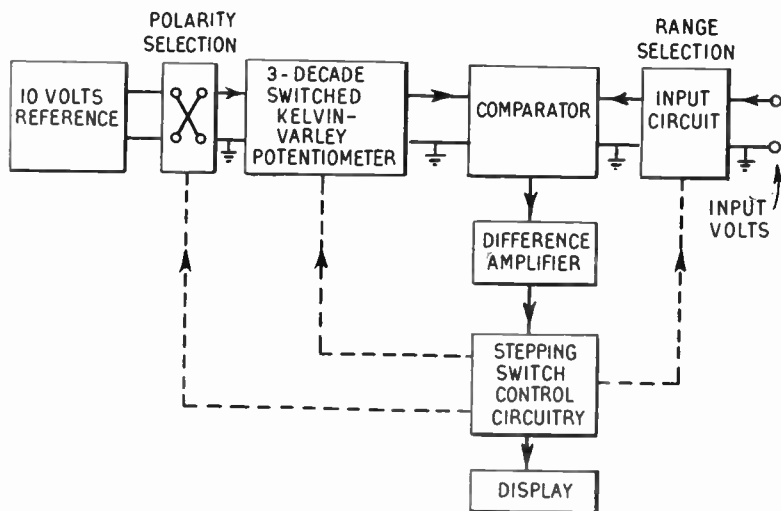 POLARITY
SELECTION
10 VOLTS
REFERENCE
3-DECADE
SWITCHED
KELVIN-
VARLEY
POTENTIOMETER
COMPARATOR
RANGE
SELECTION
INPUT
CIRCUIT
INPUT
VOLTS
DIFFERENCE
AMPLIFIER
STEPPING
SWITCH
CONTROL
CIRCUITRY
DISPLAY